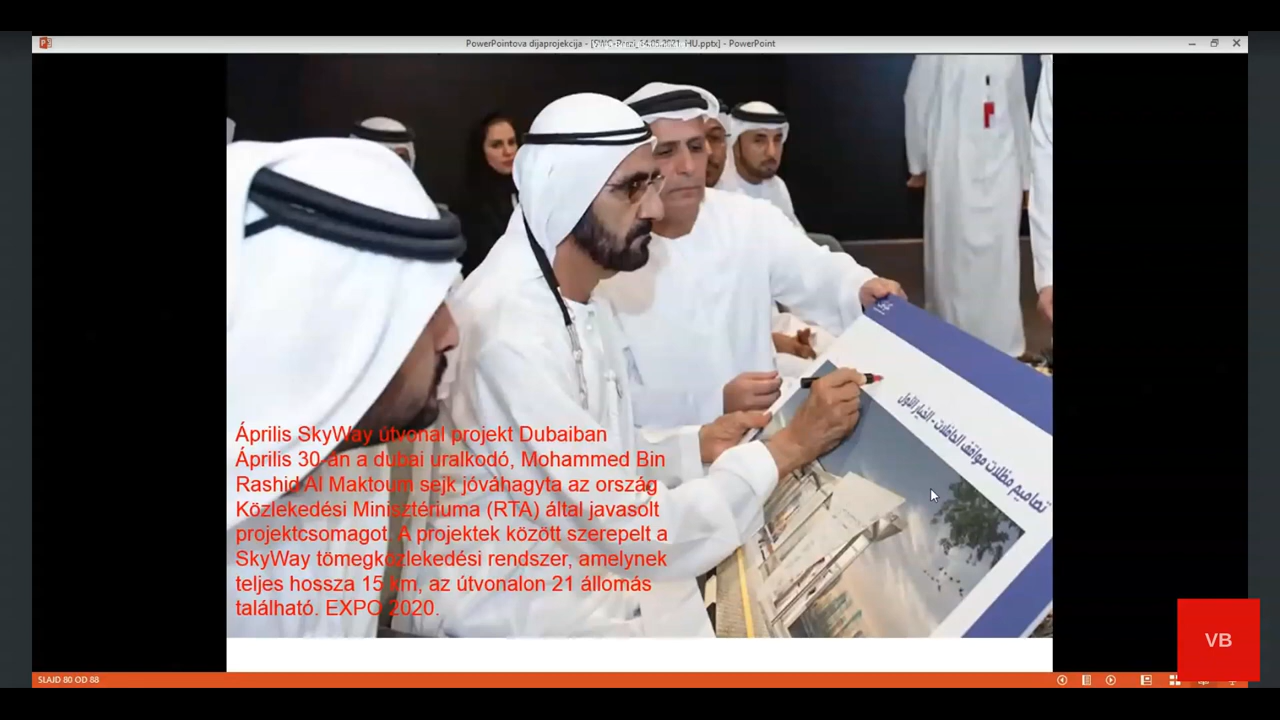 PowerPointova dijaprojekcija - [SWC-Prezi_14.05.2021. HU.pptx] - PowerPoint
تصاميم مظلات مواقف الحافلات - الخيار الأول
Április SkyWay útvonal projekt Dubaiban
Április 30-án a dubai uralkodó, Mohammed Bin
Rashid Al Maktoum sejk jóváhagyta az ország
Közlekedési Minisztériuma (RTA) által javasolt
projektcsomagot. A projektek között szerepelt a
SkyWay tömegközlekedési rendszer, amelynek
teljes hossza 15 km, az útvonalon 21 állomás
található. EXPO 2020.
VB
SLAJD 80 OD 88